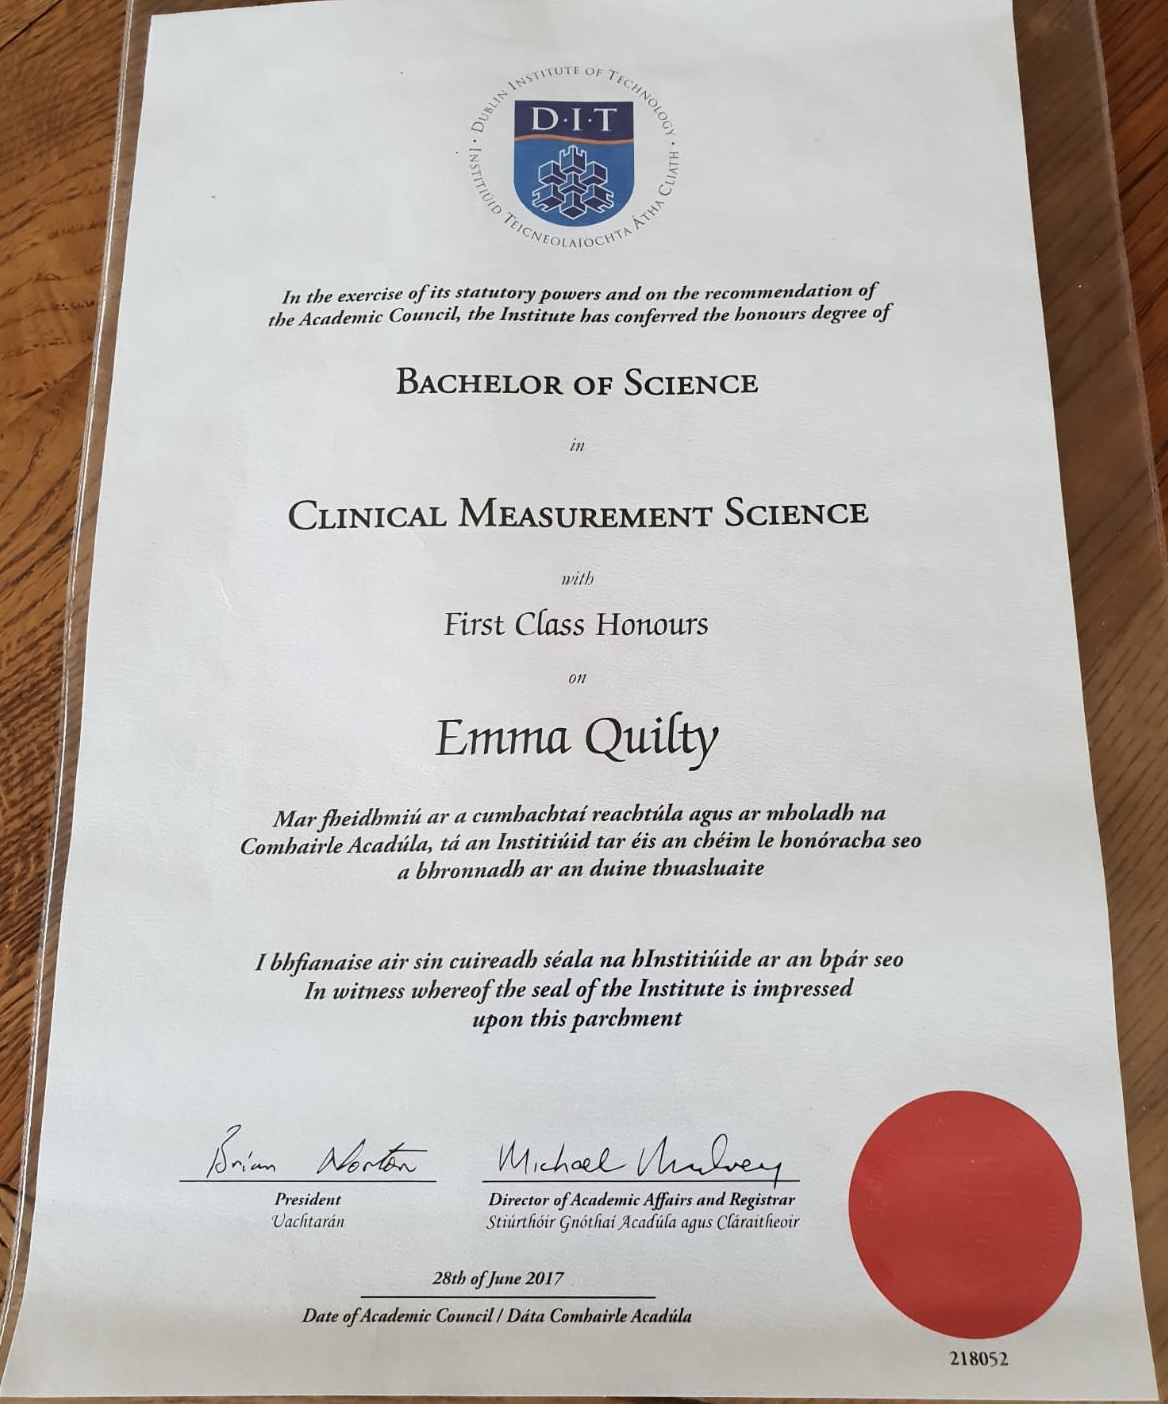 DUBLIN INSTITUTE OF TECHNOLOGY
INSTITIÚID TEICNEOLAÍOCHTA ÁTHA CLIATH
D·I·T
In the exercise of its statutory powers and on the recommendation of
the Academic Council, the Institute has conferred the honours degree of
BACHELOR OF SCIENCE
in
CLINICAL MEASUREMENT SCIENCE
with
First Class Honours
on
Emma Quilty
Mar fheidhmiú ar a cumhachtaí reachtúla agus ar mholadh na
Comhairle Acadúla, tá an Institiúid tar éis an chéim le honóracha seo
a bhronnadh ar an duine thuasluaite
I bhfianaise air sin cuireadh séala na hInstitiúide ar an bpár seo
In witness whereof the seal of the Institute is impressed
upon this parchment
Brian Norton
Michael Mulvey
President
Director of Academic Affairs and Registrar
Uachtarán
Stiúrthóir Gnóthaí Acadúla agus Cláraitheoir
28th of June 2017
Date of Academic Council / Dáta Comhairle Acadúla
218052